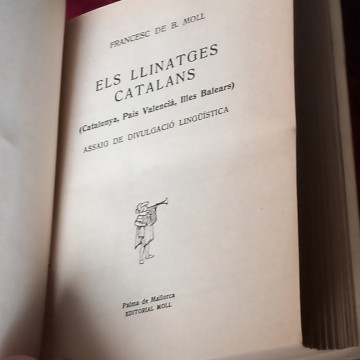 FRANCESC DE B. MOLL
ELS LLINATGES
CATALANS
(Catalunya, País Valencià, Illes Balears)
ASSAIG DE DIVULGACIÓ LINGÜÍSTICA
Palma de Mallorca
EDITORIAL MOLL